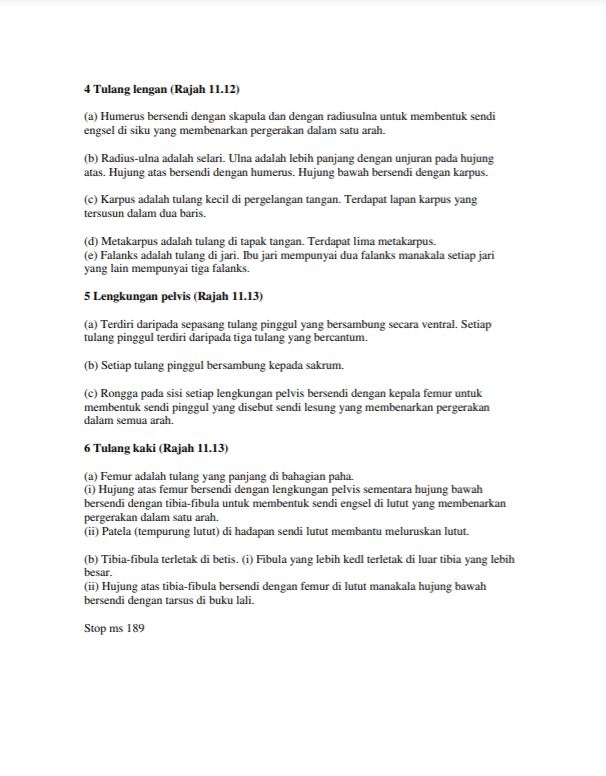 4 Tulang lengan (Rajah 11.12)
(a) Humerus bersendi dengan skapula dan dengan radiusulna untuk membentuk sendi
engsel di siku yang membenarkan pergerakan dalam satu arah.
(b) Radius-ulna adalah selari. Ulna adalah lebih panjang dengan unjuran pada hujung
atas. Hujung atas bersendi dengan humerus. Hujung bawah bersendi dengan karpus.
(c) Karpus adalah tulang kecil di pergelangan tangan. Terdapat lapan karpus yang
tersusun dalam dua baris.
(d) Metakarpus adalah tulang di tapak tangan. Terdapat lima metakarpus.
(e) Falanks adalah tulang di jari. Ibu jari mempunyai dua falanks manakala setiap jari
yang lain mempunyai tiga falanks.
5 Lengkungan pelvis (Rajah 11.13)
(a) Terdiri daripada sepasang tulang pinggul yang bersambung secara ventral. Setiap
tulang pinggul terdiri daripada tiga tulang yang bercantum.
(b) Setiap tulang pinggul bersambung kepada sakrum.
(c) Rongga pada sisi setiap lengkungan pelvis bersendi dengan kepala femur untuk
membentuk sendi pinggul yang disebut sendi lesung yang membenarkan pergerakan
dalam semua arah.
6 Tulang kaki (Rajah 11.13)
(a) Femur adalah tulang yang panjang di bahagian paha.
(i) Hujung atas femur bersendi dengan lengkungan pelvis sementara hujung bawah
bersendi dengan tibia-fibula untuk membentuk sendi engsel di lutut yang membenarkan
pergerakan dalam satu arah.
(ii) Patela (tempurung lutut) di hadapan sendi lutut membantu meluruskan lutut.
(b) Tibia-fibula terletak di betis. (i) Fibula yang lebih kedl terletak di luar tibia yang lebih
besar.
(ii) Hujung atas tibia-fibula bersendi dengan femur di lutut manakala hujung bawah
bersendi dengan tarsus di buku lali.
Stop ms 189